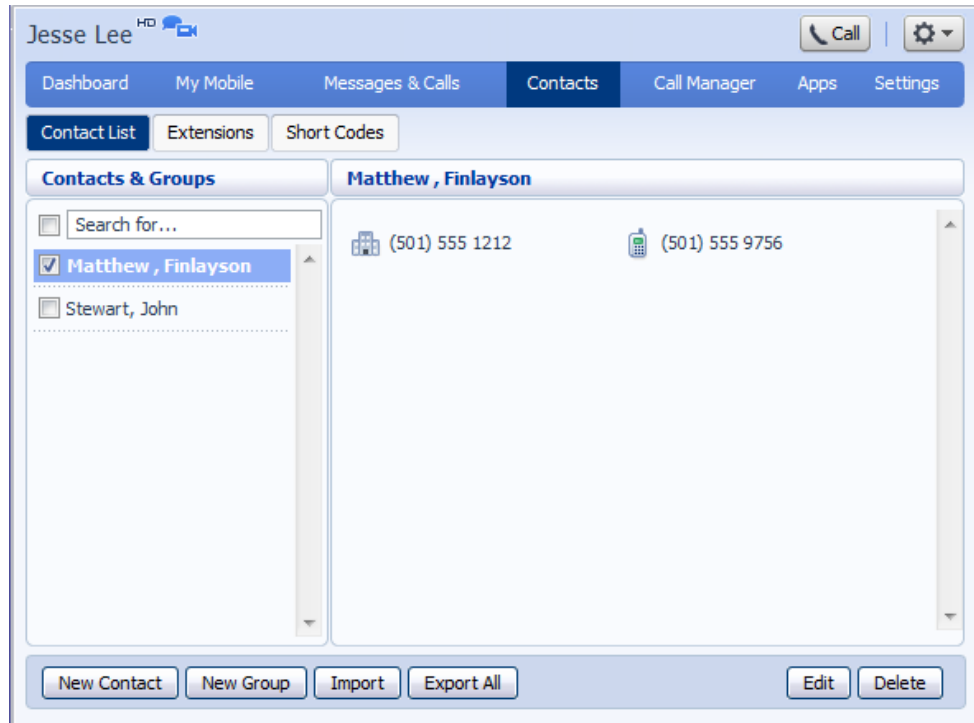 Jesse Lee HD
Call
Dashboard My Mobile Messages & Calls Contacts Call Manager Apps Settings
Contact List Extensions Short Codes
Contacts & Groups
Search for...
Matthew , Finlayson
Stewart, John
Matthew , Finlayson
(501) 555 1212 (501) 555 9756
New Contact New Group Import Export All Edit Delete